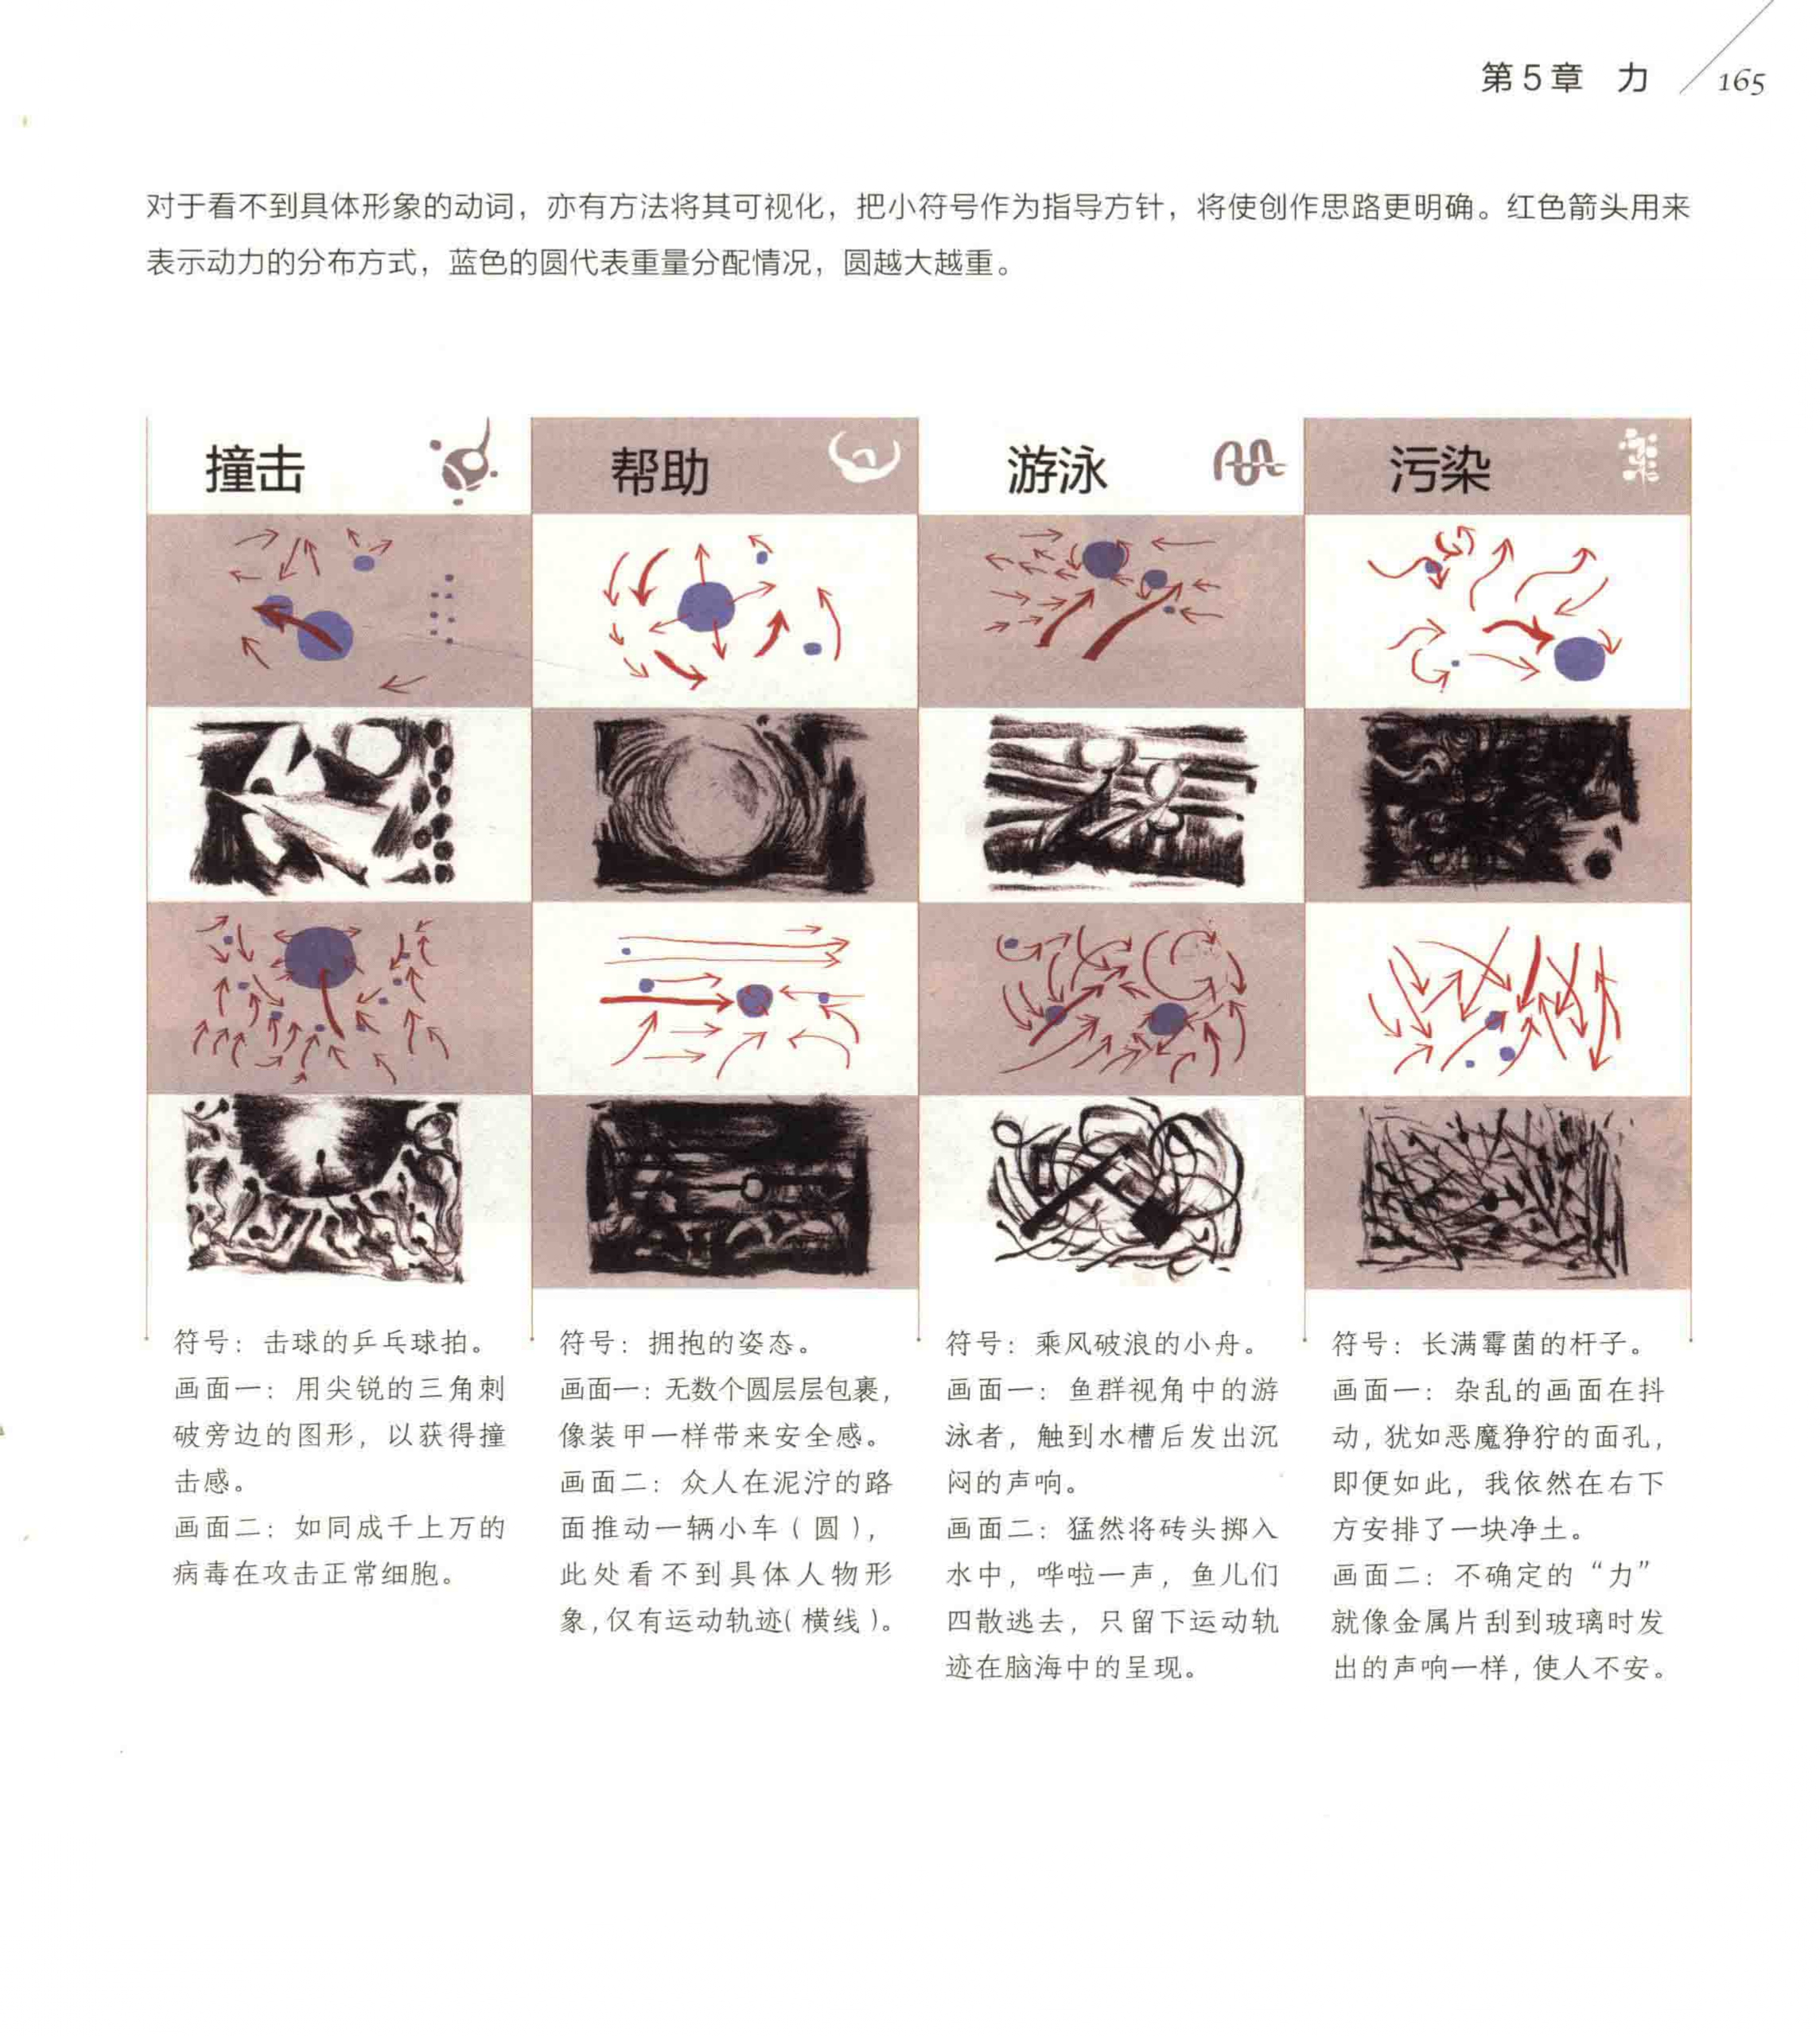 第5章 力 165
对于看不到具体形象的动词，亦有方法将其可视化，把小符号作为指导方针，将使创作思路更明确。红色箭头用来
表示动力的分布方式，蓝色的圆代表重量分配情况，圆越大越重。
撞击
帮助
游泳
污染
符号：击球的乒乓球拍。
画面一：用尖锐的三角刺
破旁边的图形，以获得撞
击感。
画面二：如同成千上万的
病毒在攻击正常细胞。
符号：拥抱的姿态。
画面一：无数个圆层层包裹，
像装甲一样带来安全感。
画面二：众人在泥泞的路
面推动一辆小车（圆），
此处看不到具体人物形
象，仅有运动轨迹（横线）。
符号：乘风破浪的小舟。
画面一：鱼群视角中的游
泳者，触到水槽后发出沉
闷的声响。
画面二：猛然将砖头掷入
水中，哗啦一声，鱼儿们
四散逃去，只留下运动轨
迹在脑海中的呈现。
符号：长满霉菌的杆子。
画面一：杂乱的画面在抖
动，犹如恶魔狰狞的面孔，
即便如此，我依然在右下
方安排了一块净土。
画面二：不确定的“力”
就像金属片刮到玻璃时发
出的声响一样，使人不安。